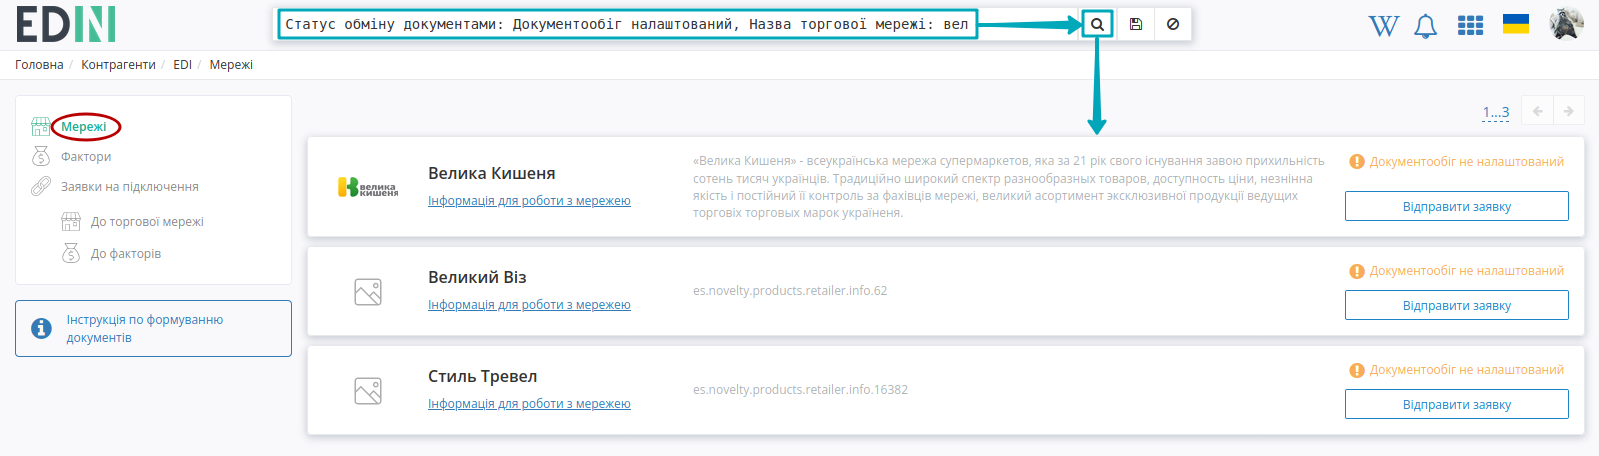 EDIN
Статус обміну документами: Документообіг налаштований, Назва торгової мережі: вел
W
Головна / Контрагенти / EDI / Мережі
Мережі
Фактори
Заявки на підключення
До торгової мережі
До факторів
Інструкція по формуванню
документів
1...3
велика
кишеня
Велика Кишеня
Інформація для роботи з мережею
«Велика Кишеня» - всеукраїнська мережа супермаркетов, яка за 21 рік свого існування завою прихильність
сотень тисяч українців. Традиційно широкий спектр разнообразних товаров, доступность ціни, незнінна
якість і постійний її контроль за фахівців мережі, великий асортимент эксклюзивної продукції ведущих
торговіх торговых марок україненя.
Документообіг не налаштований
Відправити заявку
Великий Віз
Інформація для роботи з мережею
es.novelty.products.retailer.info.62
Документообіг не налаштований
Відправити заявку
Стиль Тревел
Інформація для роботи з мережею
es.novelty.products.retailer.info.16382
Документообіг не налаштований
Відправити заявку